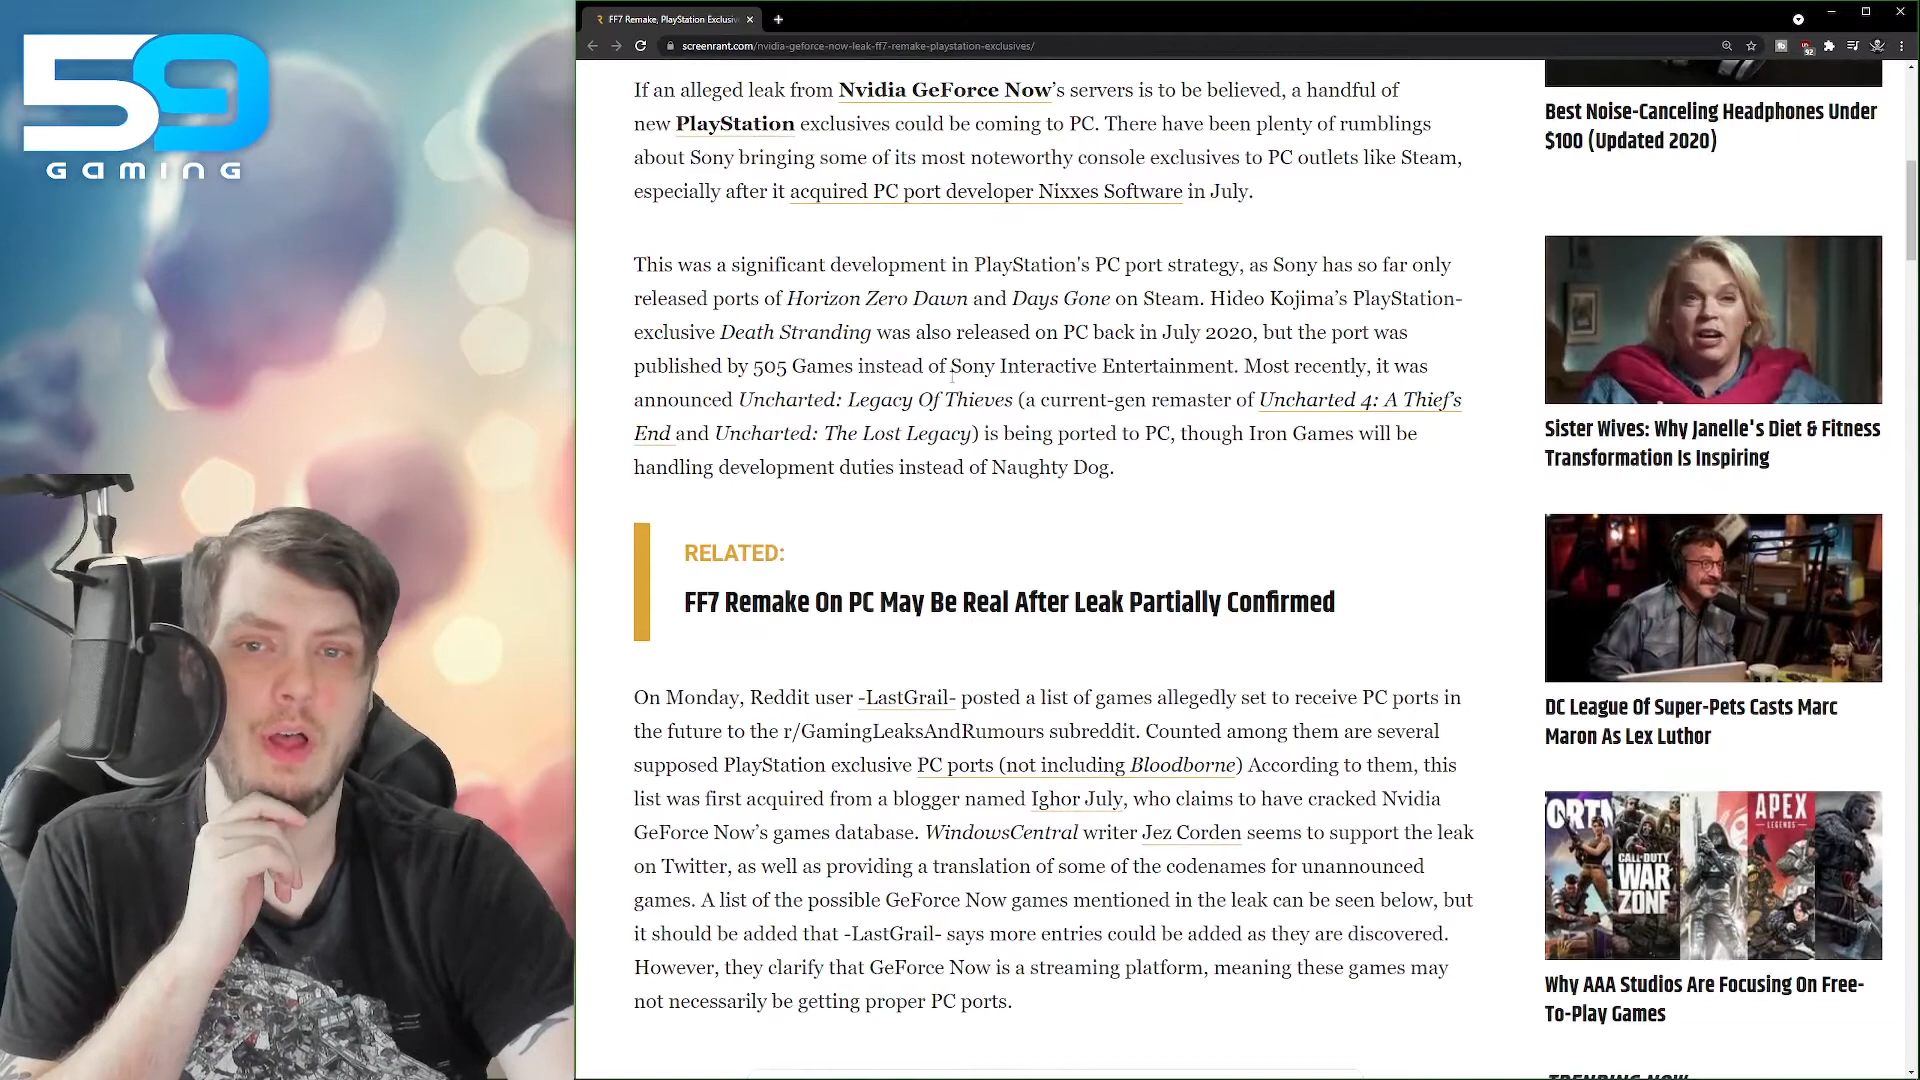 59
GAMING
FF7 Remake, PlayStation Exclusiv
screenrant.com/nvidia-geforce-now-leak-ff7-remake-playstation-exclusives/
If an alleged leak from Nvidia GeForce Now's servers is to be believed, a handful of
new PlayStation exclusives could be coming to PC. There have been plenty of rumblings
about Sony bringing some of its most noteworthy console exclusives to PC outlets like Steam,
especially after it acquired PC port developer Nixxes Software in July.
This was a significant development in PlayStation's PC port strategy, as Sony has so far only
released ports of Horizon Zero Dawn and Days Gone on Steam. Hideo Kojima's PlayStation-
exclusive Death Stranding was also released on PC back in July 2020, but the port was
published by 505 Games instead of Sony Interactive Entertainment. Most recently, it was
announced Uncharted: Legacy Of Thieves (a current-gen remaster of Uncharted 4: A Thief's
End and Uncharted: The Lost Legacy) is being ported to PC, though Iron Games will be
handling development duties instead of Naughty Dog.
RELATED:
FF7 Remake On PC May Be Real After Leak Partially Confirmed
On Monday, Reddit user -LastGrail- posted a list of games allegedly set to receive PC ports in
the future to the r/GamingLeaksAndRumours subreddit. Counted among them are several
supposed PlayStation exclusive PC ports (not including Bloodborne) According to them, this
list was first acquired from a blogger named Ighor July, who claims to have cracked Nvidia
GeForce Now's games database. WindowsCentral writer Jez Corden seems to support the leak
on Twitter, as well as providing a translation of some of the codenames for unannounced
games. A list of the possible GeForce Now games mentioned in the leak can be seen below, but
it should be added that -LastGrail- says more entries could be added as they are discovered.
However, they clarify that GeForce Now is a streaming platform, meaning these games may
not necessarily be getting proper PC ports.
Best Noise-Canceling Headphones Under
$100 (Updated 2020)
Sister Wives: Why Janelle's Diet & Fitness
Transformation Is Inspiring
DC League Of Super-Pets Casts Marc
Maron As Lex Luthor
FORTN
CALL OF DUTY
WAR
ZONE
APEX
LEGENDS
Why AAA Studios Are Focusing On Free-
To-Play Games
TRENDING NOW